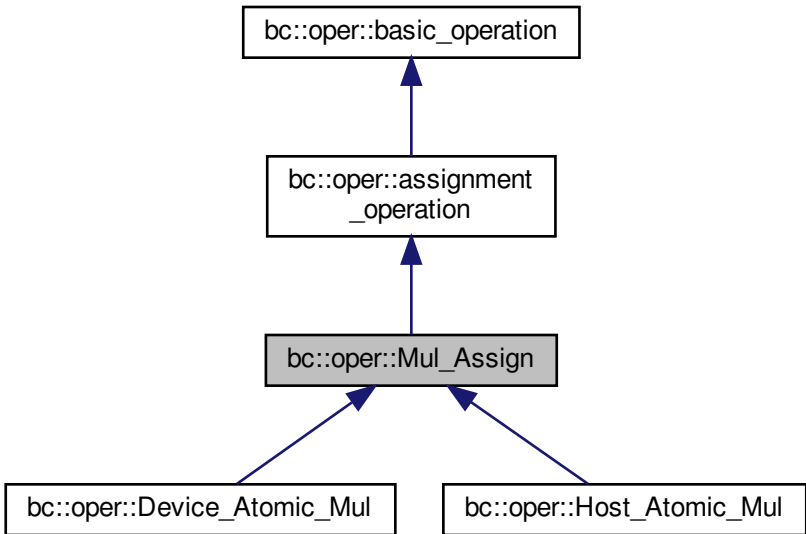 bc::oper::basic_operation
bc::oper::assignment
_operation
bc::oper::Mul_Assign
bc::oper::Device_Atomic_Mul
bc::oper::Host_Atomic_Mul